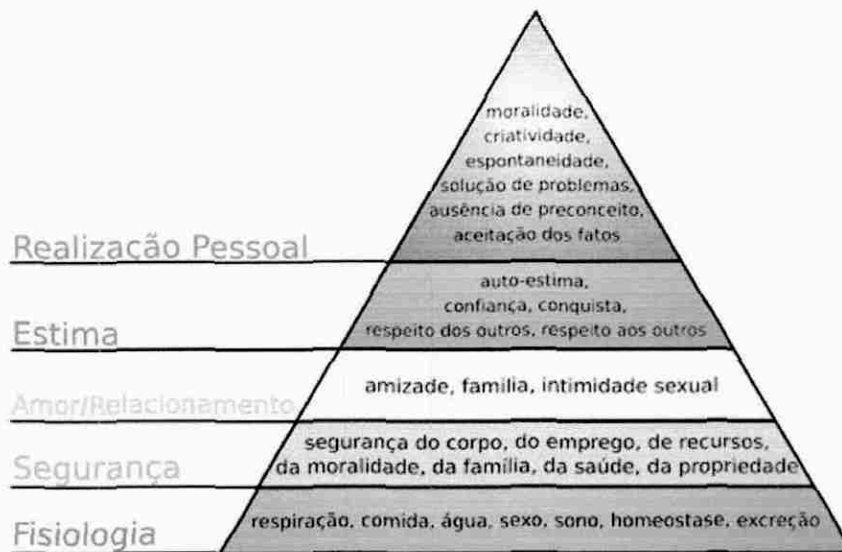 moralidade,
criatividade,
espontaneidade,
solução de problemas,
ausência de preconceito,
aceitação dos fatos
Realização Pessoal
auto-estima,
confiança, conquista,
respeito dos outros, respeito aos outros
Estima
amizade, família, intimidade sexual
Amor/Relacionamento
segurança do corpo, do emprego, de recursos,
da moralidade, da família, da saúde, da propriedade
Segurança
respiração, comida, água, sexo, sono, homeostase, excreção
Fisiologia